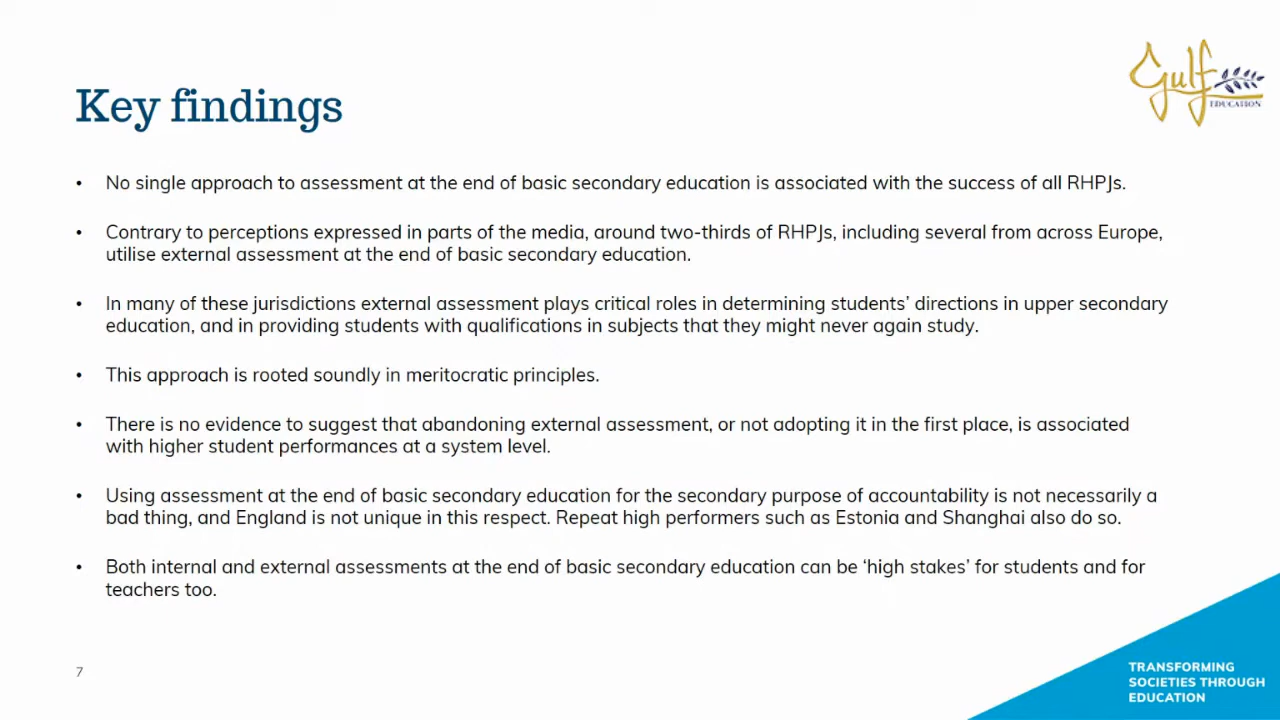 Gulf
EDUCATION
Key findings
• No single approach to assessment at the end of basic secondary education is associated with the success of all RHPJs.
• Contrary to perceptions expressed in parts of the media, around two-thirds of RHPJs, including several from across Europe,
utilise external assessment at the end of basic secondary education.
• In many of these jurisdictions external assessment plays critical roles in determining students’ directions in upper secondary
education, and in providing students with qualifications in subjects that they might never again study.
• This approach is rooted soundly in meritocratic principles.
• There is no evidence to suggest that abandoning external assessment, or not adopting it in the first place, is associated
with higher student performances at a system level.
• Using assessment at the end of basic secondary education for the secondary purpose of accountability is not necessarily a
bad thing, and England is not unique in this respect. Repeat high performers such as Estonia and Shanghai also do so.
• Both internal and external assessments at the end of basic secondary education can be ‘high stakes’ for students and for
teachers too.
7
TRANSFORMING
SOCIETIES THROUGH
EDUCATION